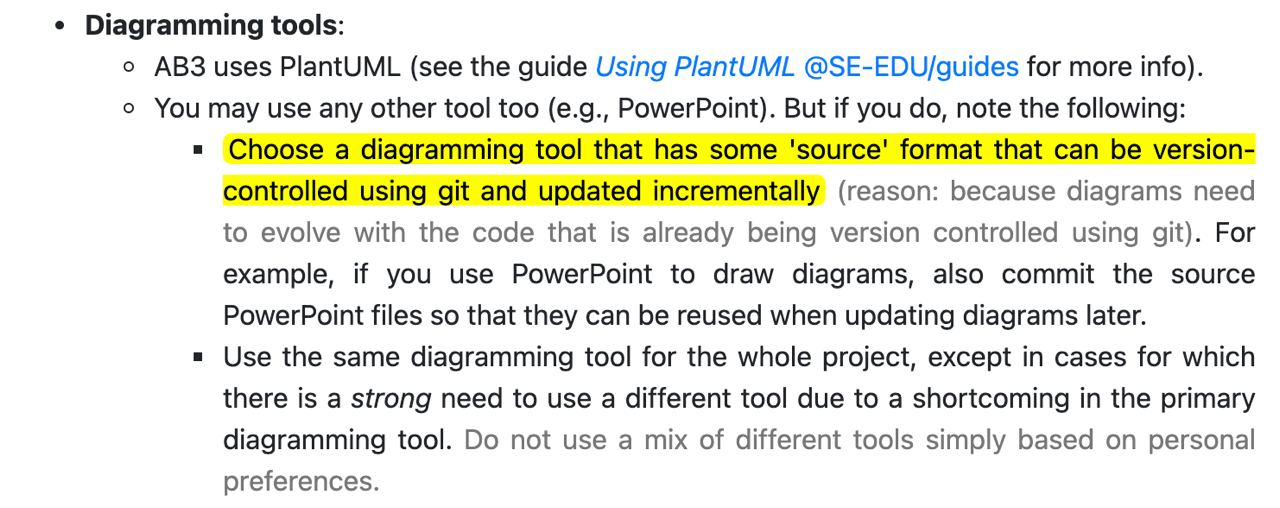 • Diagramming tools:
○ AB3 uses PlantUML (see the guide Using PlantUML @SE-EDU/guides for more info).
○ You may use any other tool too (e.g., PowerPoint). But if you do, note the following:
▪ Choose a diagramming tool that has some 'source' format that can be version-
controlled using git and updated incrementally (reason: because diagrams need
to evolve with the code that is already being version controlled using git). For
example, if you use PowerPoint to draw diagrams, also commit the source
PowerPoint files so that they can be reused when updating diagrams later.
▪ Use the same diagramming tool for the whole project, except in cases for which
there is a strong need to use a different tool due to a shortcoming in the primary
diagramming tool. Do not use a mix of different tools simply based on personal
preferences.